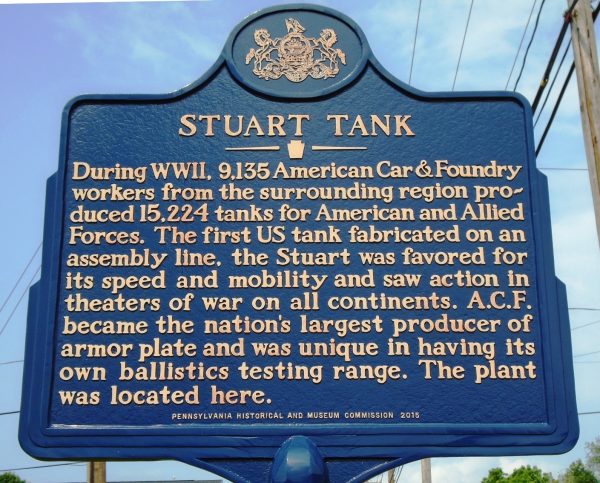 STUART TANK
During WWII, 9,135 American Car & Foundry
workers from the surrounding region pro-
duced 15,224 tanks for American and Allied
Forces. The first US tank fabricated on an
assembly line, the Stuart was favored for
its speed and mobility and saw action in
theaters of war on all continents. A.C.F.
became the nation's largest producer of
armor plate and was unique in having its
own ballistics testing range. The plant
was located here.
PENNSYLVANIA HISTORICAL AND MUSEUM COMMISSION 2015